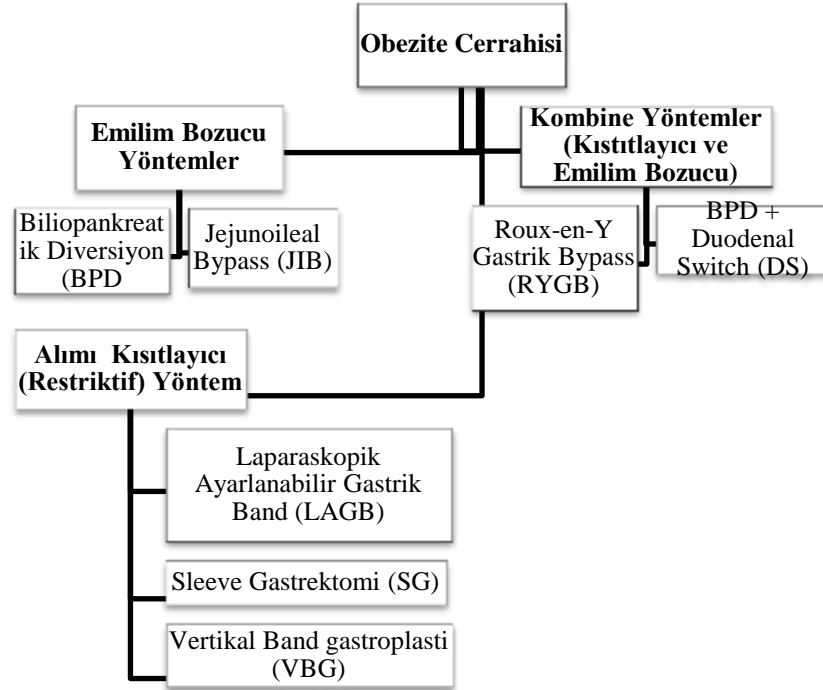 Obezite Cerrahisi
Emilim Bozucu
Yöntemler
Kombine Yöntemler
(Kıstıtlayıcı ve
Emilim Bozucu)
Biliopankreat
ik Diversiyon
(BPD
Jejunoileal
Bypass (JIB)
Roux-en-Y
Gastrik Bypass
(RYGB)
BPD +
Duodenal
Switch (DS)
Alımı Kısıtlayıcı
(Restriktif) Yöntem
Laparaskopik
Ayarlanabilir Gastrik
Band (LAGB)
Sleeve Gastrektomi (SG)
Vertikal Band gastroplasti
(VBG)